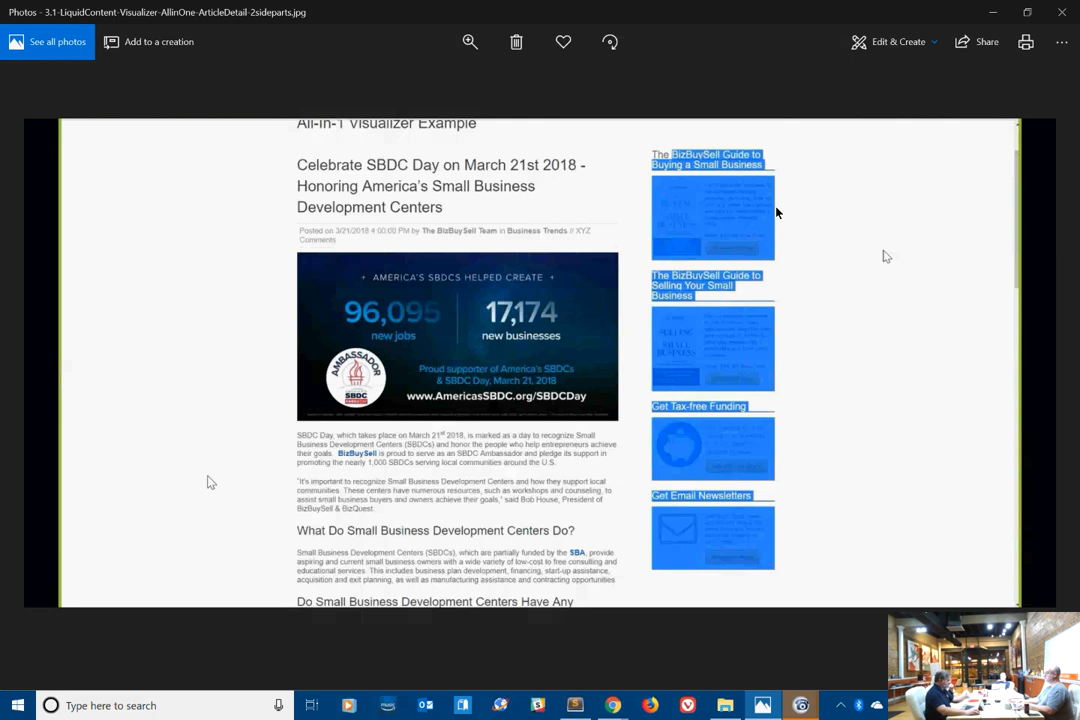 Photos - 3.1-LiquidContent-Visualizer-AllinOne-ArticleDetail-2sideparts.jpg
See all photos
Add to a creation
Edit & Create
Share
All-In-1 Visualizer Example
Celebrate SBDC Day on March 21st 2018 -
Honoring America's Small Business
Development Centers
Posted on 3/21/2018 4:00:00 PM by The BizBuySell Team in Business Trends // XYZ
Comments
+ AMERICA'S SBDCS HELPED CREATE +
96,095
new jobs
17,174
new businesses
AMBASSADOR
SBDC
Proud supporter of America's SBDCs
& SBDC Day, March 21, 2018
www.AmericasSBDC.org/SBDCDay
SBDC Day, which takes place on March 21st 2018, is marked as a day to recognize Small
Business Development Centers (SBDCs) and honor the people who help entrepreneurs achieve
their goals. BizBuySell is proud to serve as an SBDC Ambassador and pledge its support in
promoting the nearly 1,000 SBDCs serving local communities around the U.S.
"It's important to recognize Small Business Development Centers and how they support local
communities. These centers have numerous resources, such as workshops and counseling, to
assist small business buyers and owners achieve their goals," said Bob House, President of
BizBuySell & BizQuest.
What Do Small Business Development Centers Do?
Small Business Development Centers (SBDCs), which are partially funded by the SBA, provide
aspiring and current small business owners with a wide variety of low-cost to free consulting and
educational services. This includes business plan development, financing, start-up assistance,
acquisition and exit planning, as well as manufacturing assistance and contracting opportunities
Do Small Business Development Centers Have Any
The BizBuySell Guide to
Buying a Small Business
The BizBuySell Guide to
Selling Your Small
Business
SELLING
SMALL
BUSINESS
Get Tax-free Funding
Get Email Newsletters
Type here to search